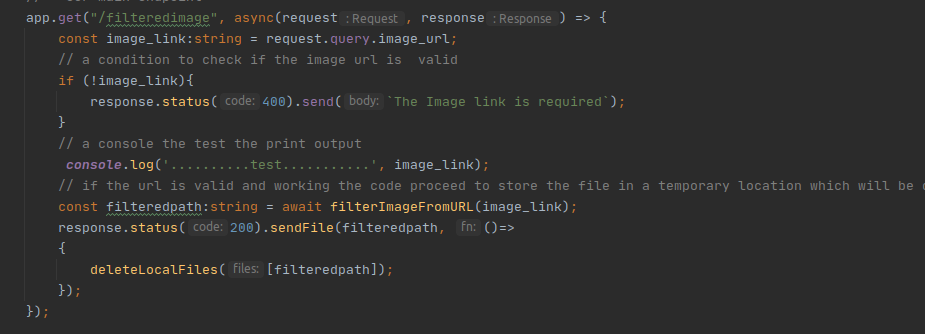 app.get("/filteredimage", async(request : Request , response : Response ) => {
const image_link:string = request.query.image_url;
// a condition to check if the image url is  valid
if (!image_link){
response.status( code: 400).send( body: `The Image link is required`);
}
// a console the test the print output
console.log('..........test...........', image_link);
// if the url is valid and working the code proceed to store the file in a temporary location which will be
const filteredpath:string = await filterImageFromURL(image_link);
response.status( code: 200).sendFile(filteredpath, fn: ()=>
{
deleteLocalFiles( files: [filteredpath]);
});
});